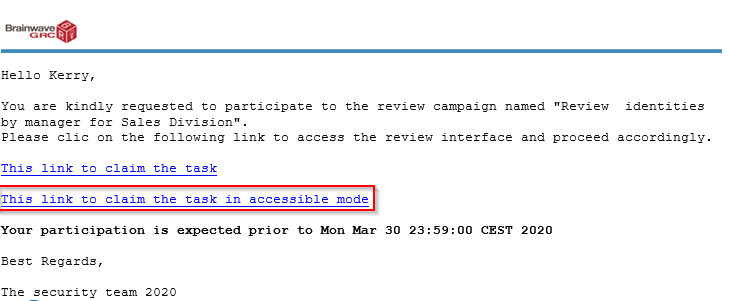 Brainwave
GRC
Hello Kerry,
You are kindly requested to participate to the review campaign named "Review  identities
by manager for Sales Division".
Please clic on the following link to access the review interface and proceed accordingly.
This link to claim the task
This link to claim the task in accessible mode
Your participation is expected prior to Mon Mar 30 23:59:00 CEST 2020
Best Regards,
The security team 2020